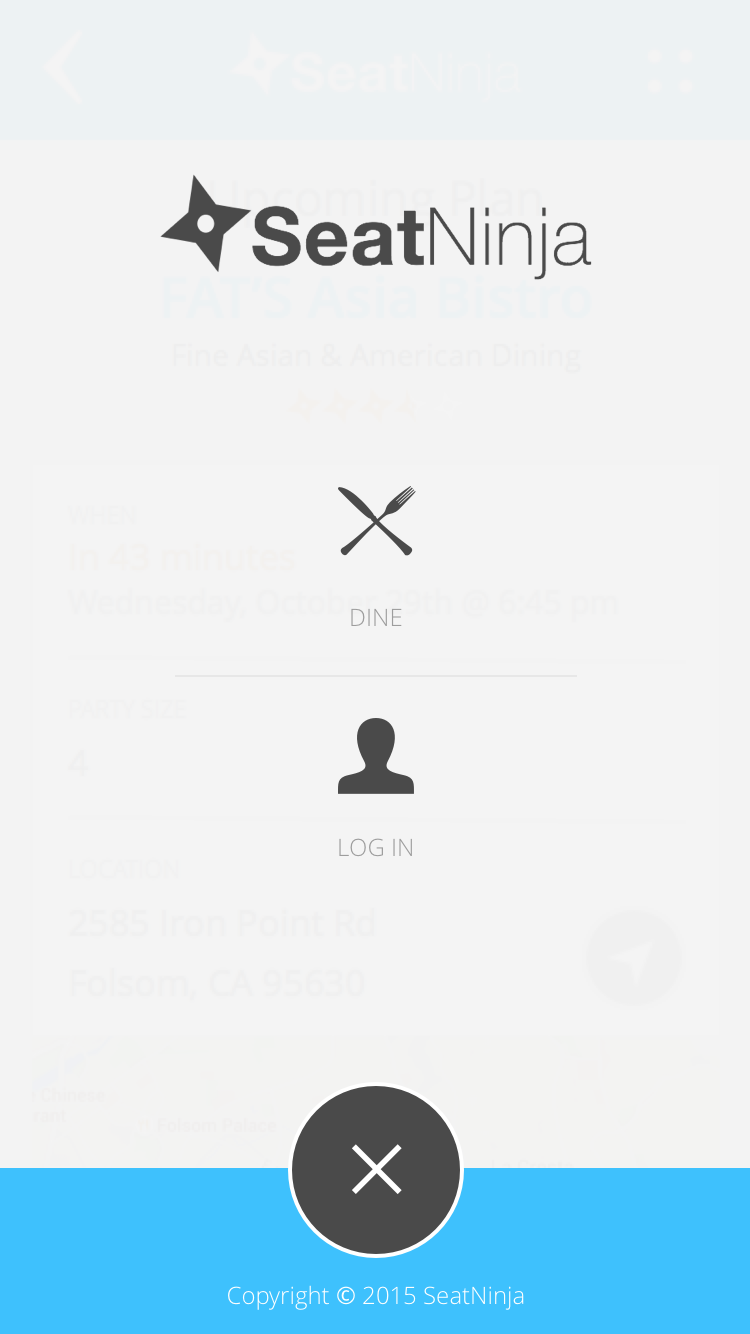 SeatNinja
SeatNinja
Upcoming Plan
FAT'S Asia Bistro
Fine Asian & American Dining
WHEN
In 43 minutes
Wednesday, October 29th @ 6:45 pm
DINE
PARTY SIZE
4
LOG IN
LOCATION
2585 Iron Point Rd
Folsom, CA 95630
Chinese
Folsom Palace
Copyright © 2015 SeatNinja